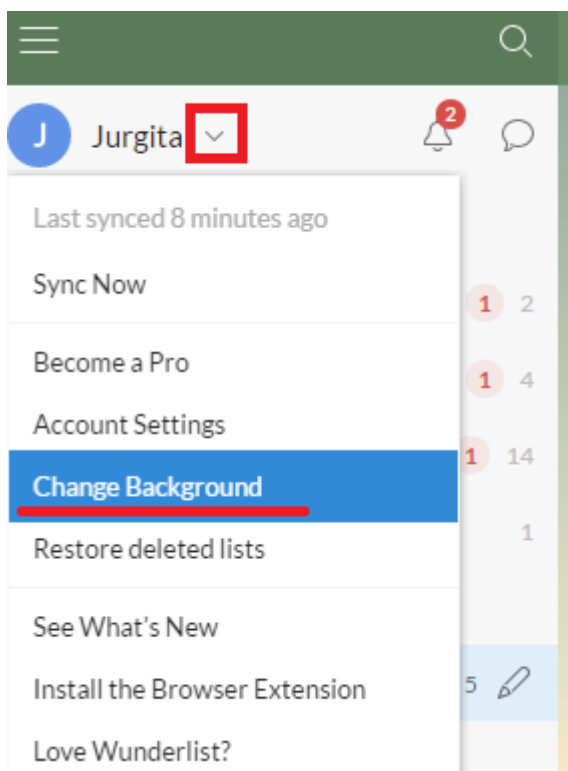 J Jurgita 2
Last synced 8 minutes ago
Sync Now
1 2
Become a Pro
1 4
Account Settings
1 14
Change Background
Restore deleted lists
1
See What's New
Install the Browser Extension
5
Love Wunderlist?